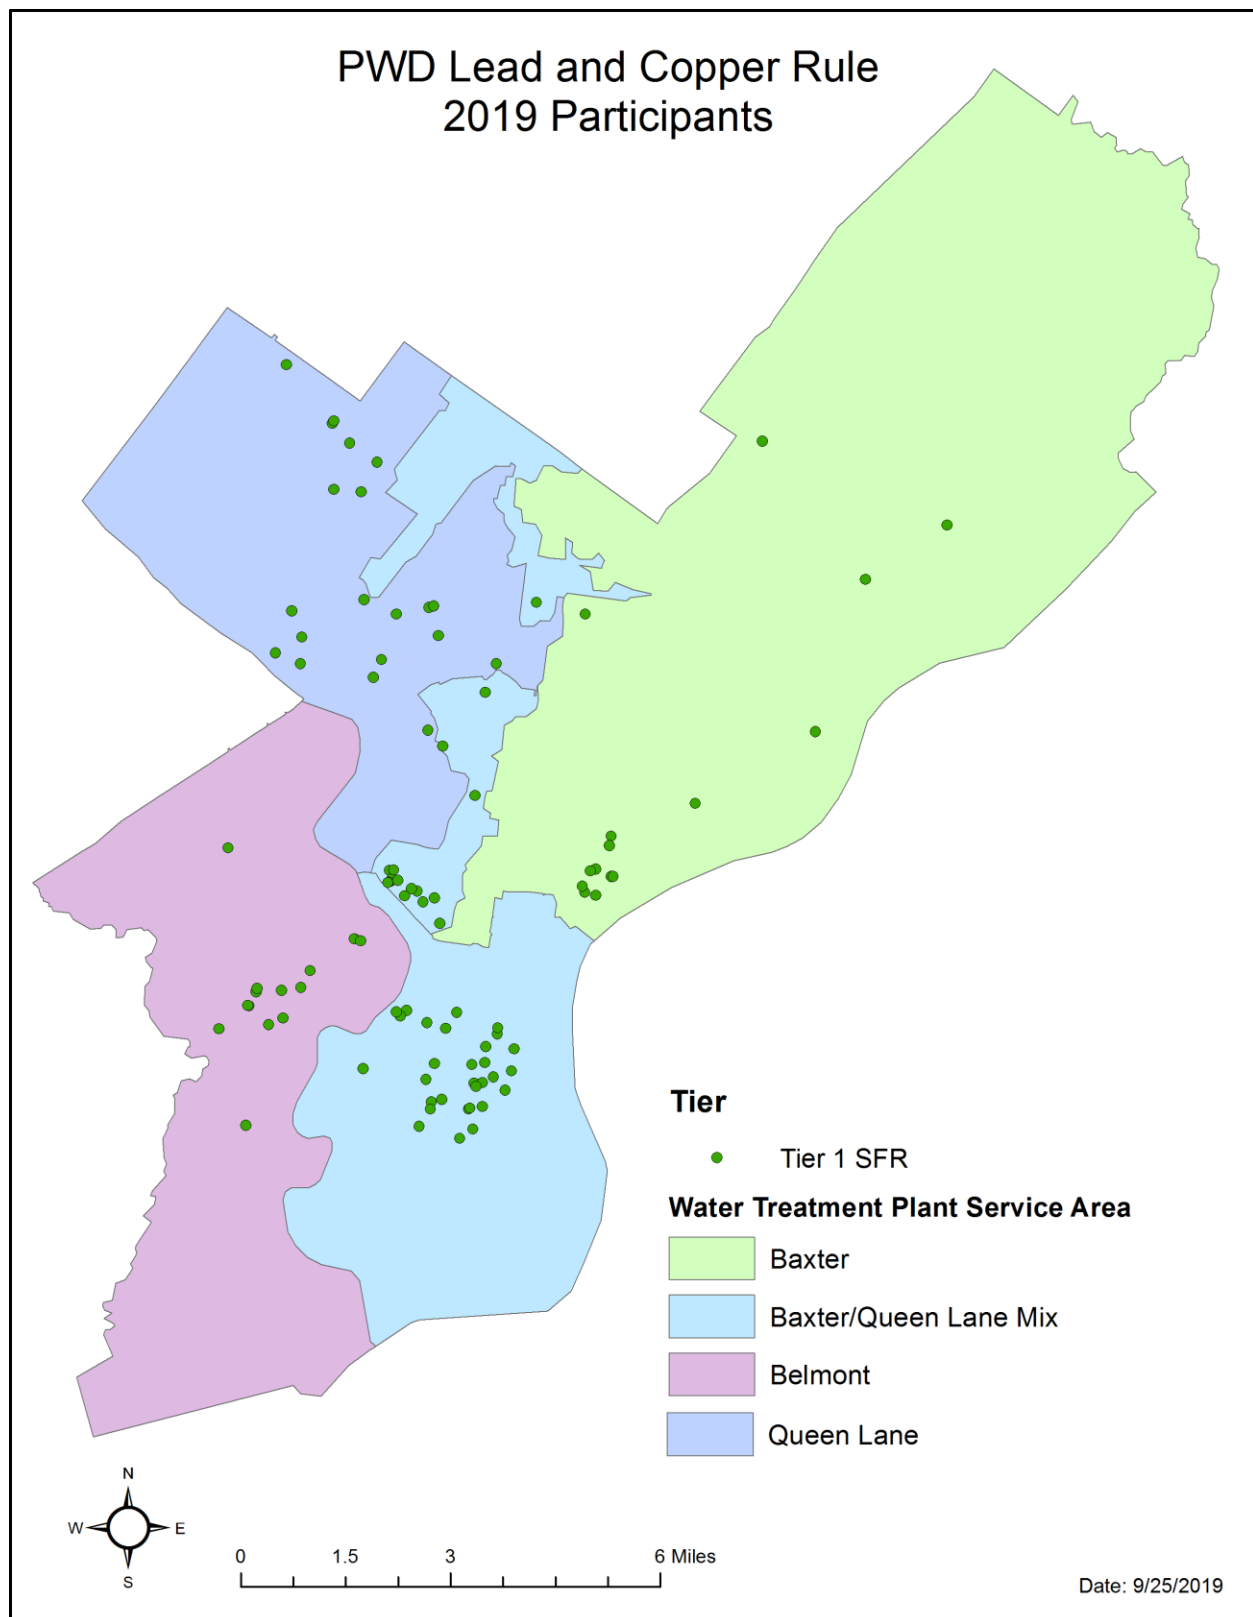 PWD Lead and Copper Rule
2019 Participants
Tier
Tier 1 SFR
Water Treatment Plant Service Area
Baxter
Baxter/Queen Lane Mix
Belmont
Queen Lane
N
W E
S
0 1.5 3 6 Miles
Date: 9/25/2019